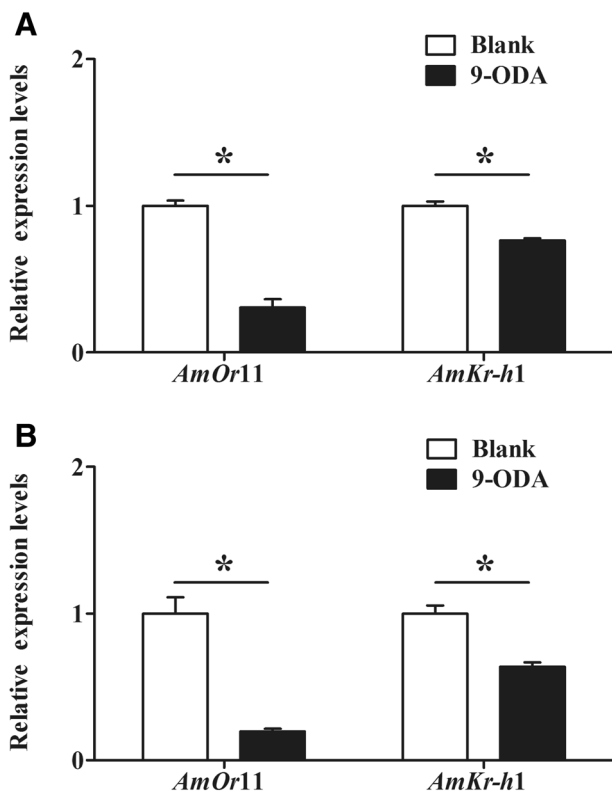 A
2
Blank
9-ODA
Relative expression levels
*
*
1
0
AmOr11
AmKr-h1
B
2
Blank
9-ODA
Relative expression levels
*
*
1
0
AmOr11
AmKr-h1